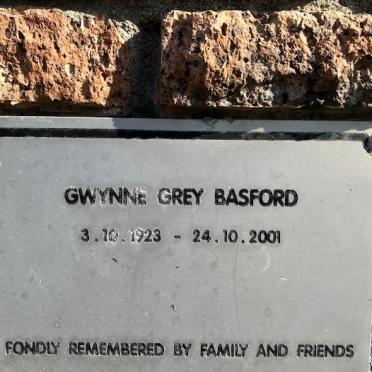 GWYNNE GREY BASFORD
3.10.1923 - 24.10.2001
FONDLY REMEMBERED BY FAMILY AND FRIENDS